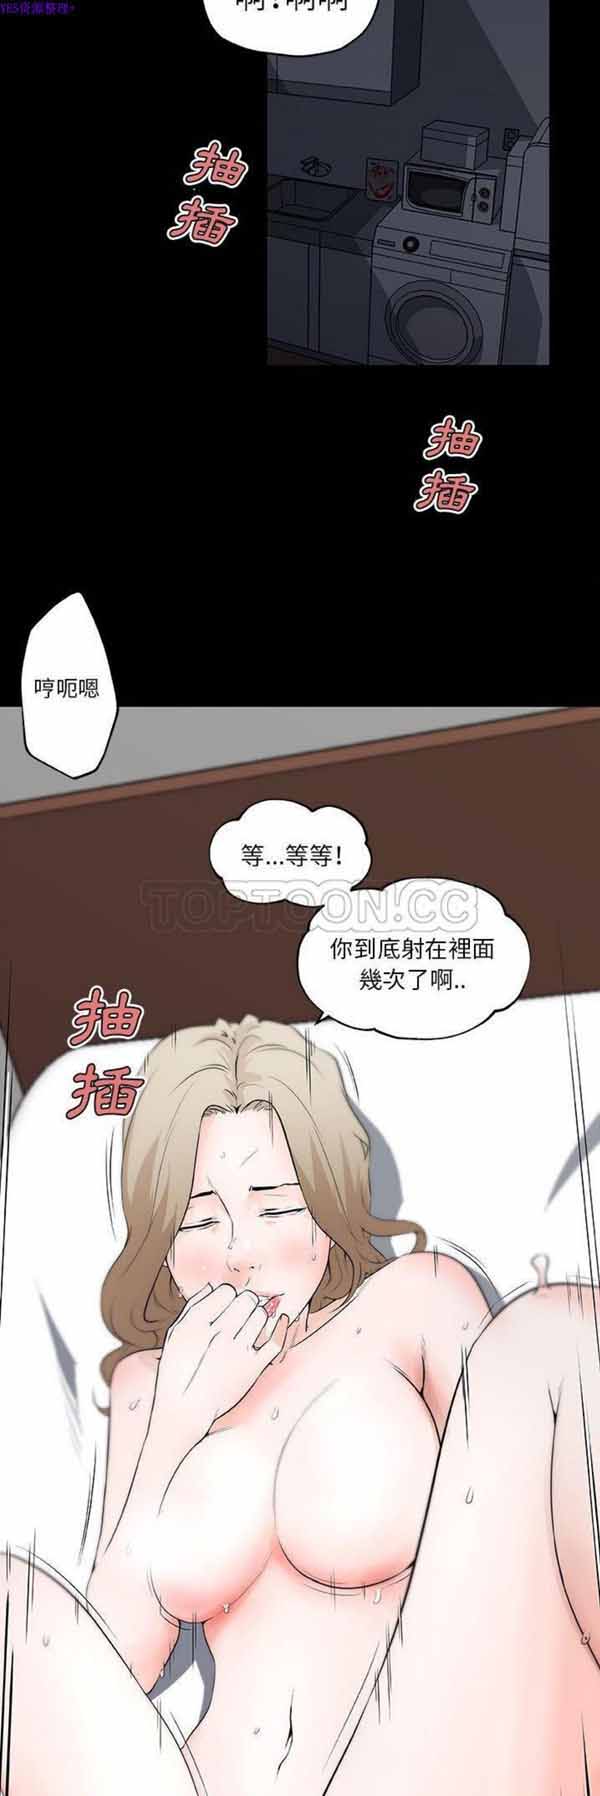 YES资源整理+
啊!啊啊
抽
插
抽
插
哼呃嗯
等...等等!
TOPTOON.CC
你到底射在裡面
幾次了啊..
抽
插